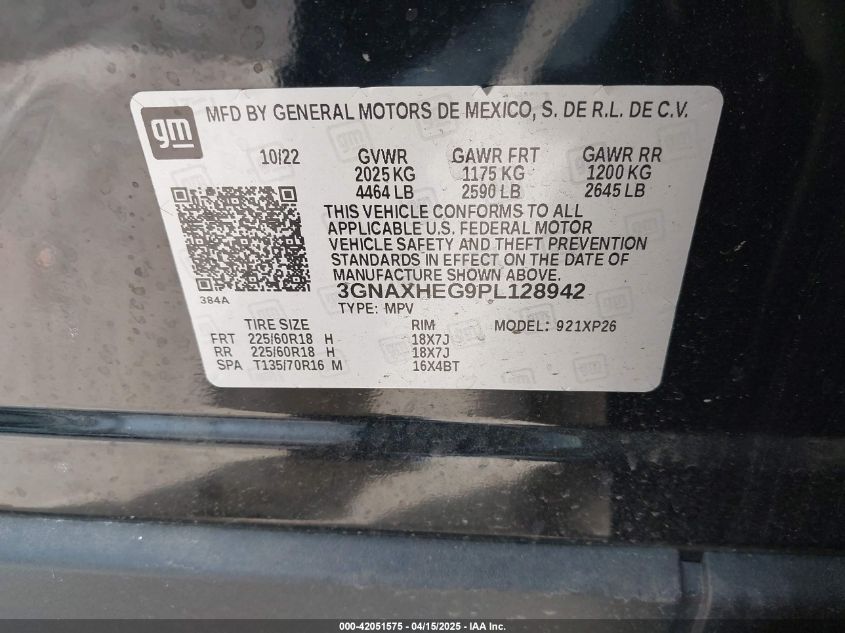 gm
MFD BY GENERAL MOTORS DE MEXICO, S. DE R.L. DE C.V.
10/22 GVWR GAWR FRT GAWR RR
2025 KG 1175 KG 1200 KG
4464 LB 2590 LB 2645 LB
THIS VEHICLE CONFORMS TO ALL
APPLICABLE U.S. FEDERAL MOTOR
VEHICLE SAFETY AND THEFT PREVENTION
STANDARDS IN EFFECT ON THE DATE OF
MANUFACTURE SHOWN ABOVE.
384A
3GNAXHEG9PL128942
TYPE: MPV
TIRE SIZE RIM MODEL: 921XP26
FRT 225/60R18 H 18X7J
RR 225/60R18 H 18X7J
SPA T135/70R16 M 16X4BT
000-42051575 - 04/15/2025 - IAA Inc.